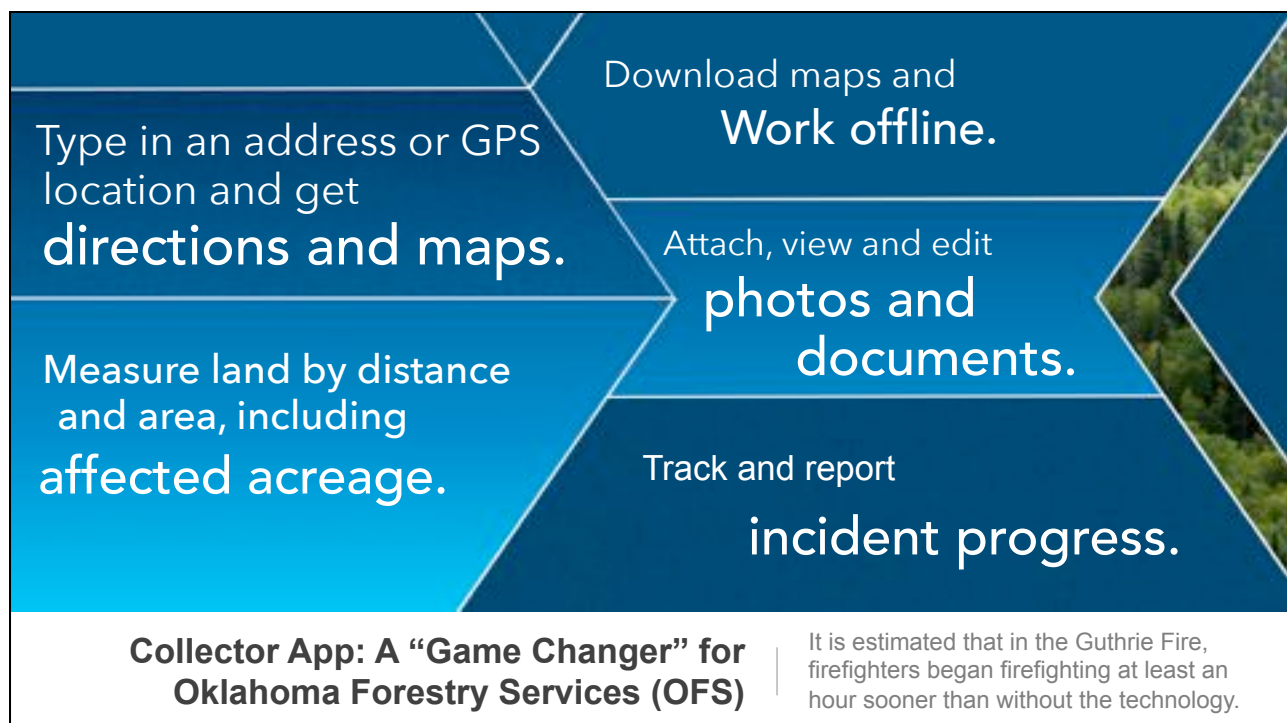 Type in an address or GPS
location and get
directions and maps.
Measure land by distance
and area, including
affected acreage.
Download maps and
Work offline.
Attach, view and edit
photos and
documents.
Track and report
incident progress.
Collector App: A “Game Changer” for
Oklahoma Forestry Services (OFS)
It is estimated that in the Guthrie Fire,
firefighters began firefighting at least an
hour sooner than without the technology.